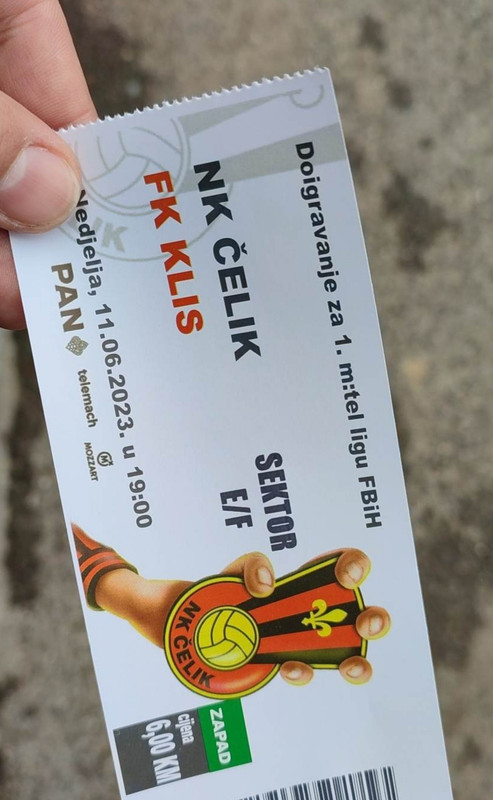 Doigravanje za 1. m:tel ligu FBiH
NK ČELIK
FK KLIS
SEKTOR
E/F
Nedjelja, 11.06.2023. u 19:00
PAN
telemach
MOZZART
NK ČELIK
ZAPAD
cijena
6,00 KM